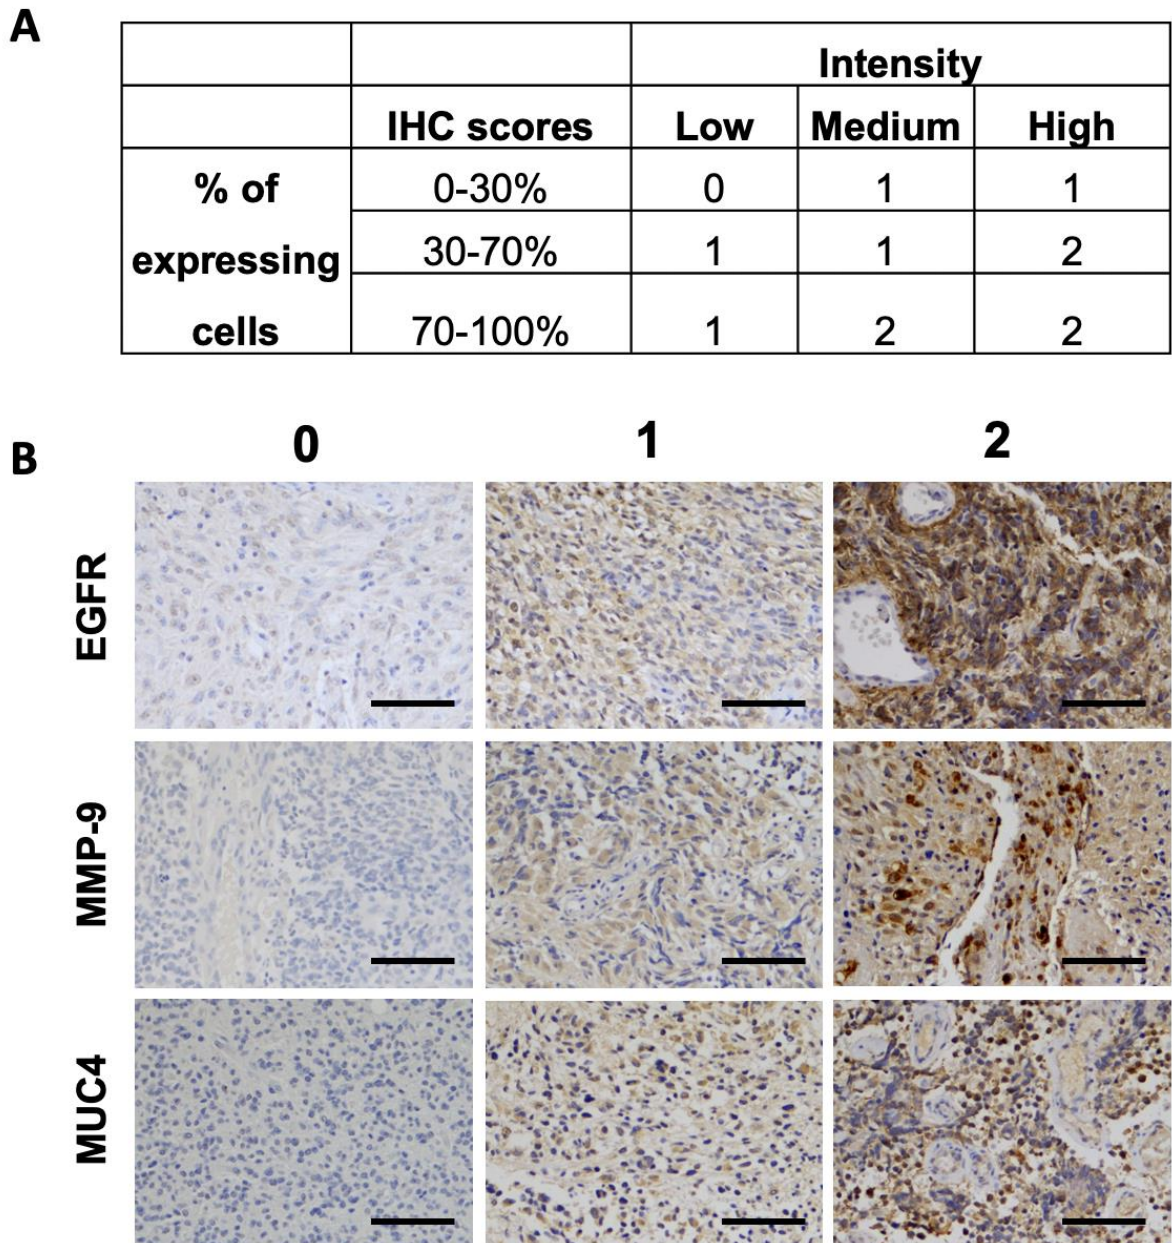 A
Intensity
IHC scores Low Medium High
% of 0-30% 0 1 1
expressing 30-70% 1 1 2
cells 70-100% 1 2 2
B
0 1 2
EGFR
MMP-9
MUC4